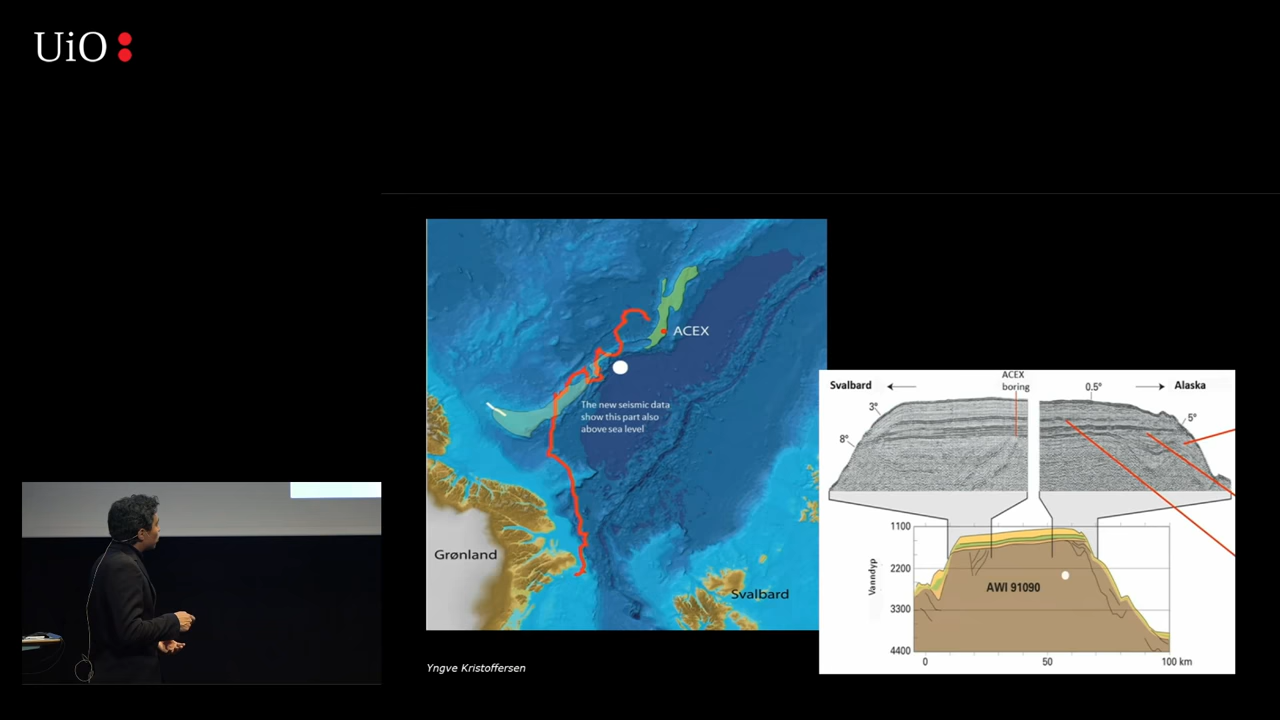 UiO
ACEX
The new seismic data
show this part also
above sea level
Grønland
Svalbard
Yngve Kristoffersen
ACEX
boring
Svalbard
0.5°
Alaska
3°
5°
8°
1100
2200
3300
4400
Vanndyp
AWI 91090
0
50
100 km